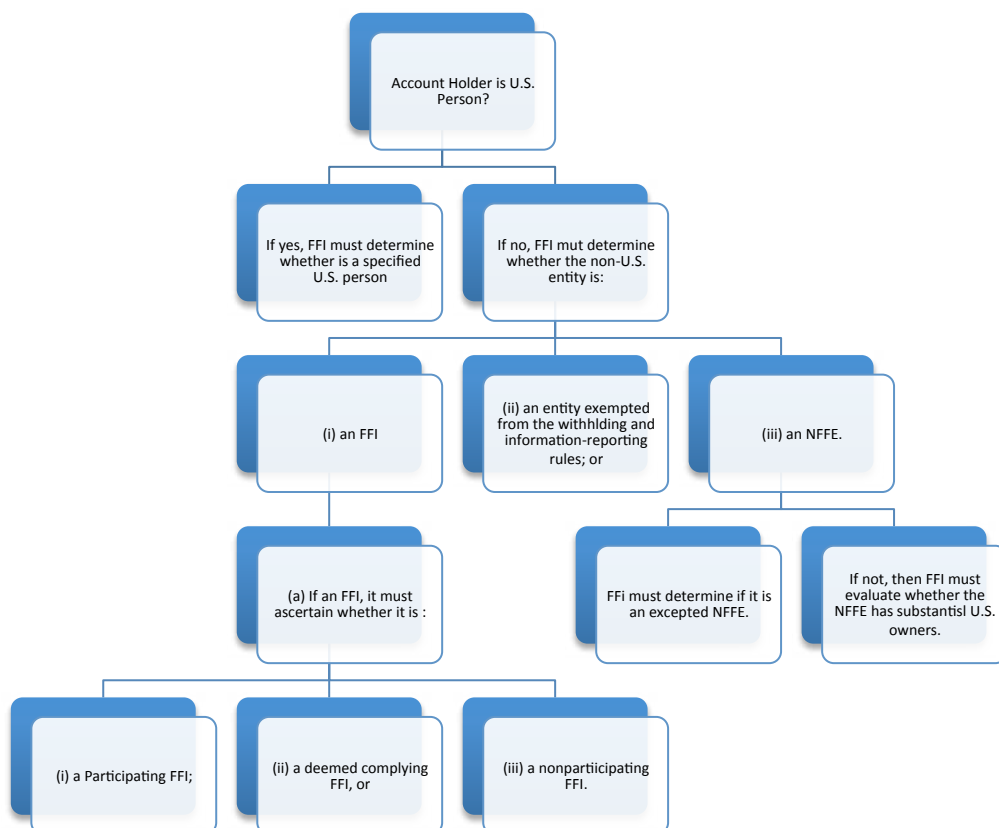 Account Holder is U.S.
Person?
If yes, FFI must determine
whether is a specified
U.S. person
If no, FFI mut determine
whether the non-U.S.
entity is:
(i) an FFI
(ii) an entity exempted
from the withhlding and
information-reporting
rules; or
(iii) an NFFE.
(a) If an FFI, it must
ascertain whether it is :
FFi must determine if it is
an excepted NFFE.
If not, then FFI must
evaluate whether the
NFFE has substantisl U.S.
owners.
(i) a Participating FFI;
(ii) a deemed complying
FFI, or
(iii) a nonparticipating
FFI.